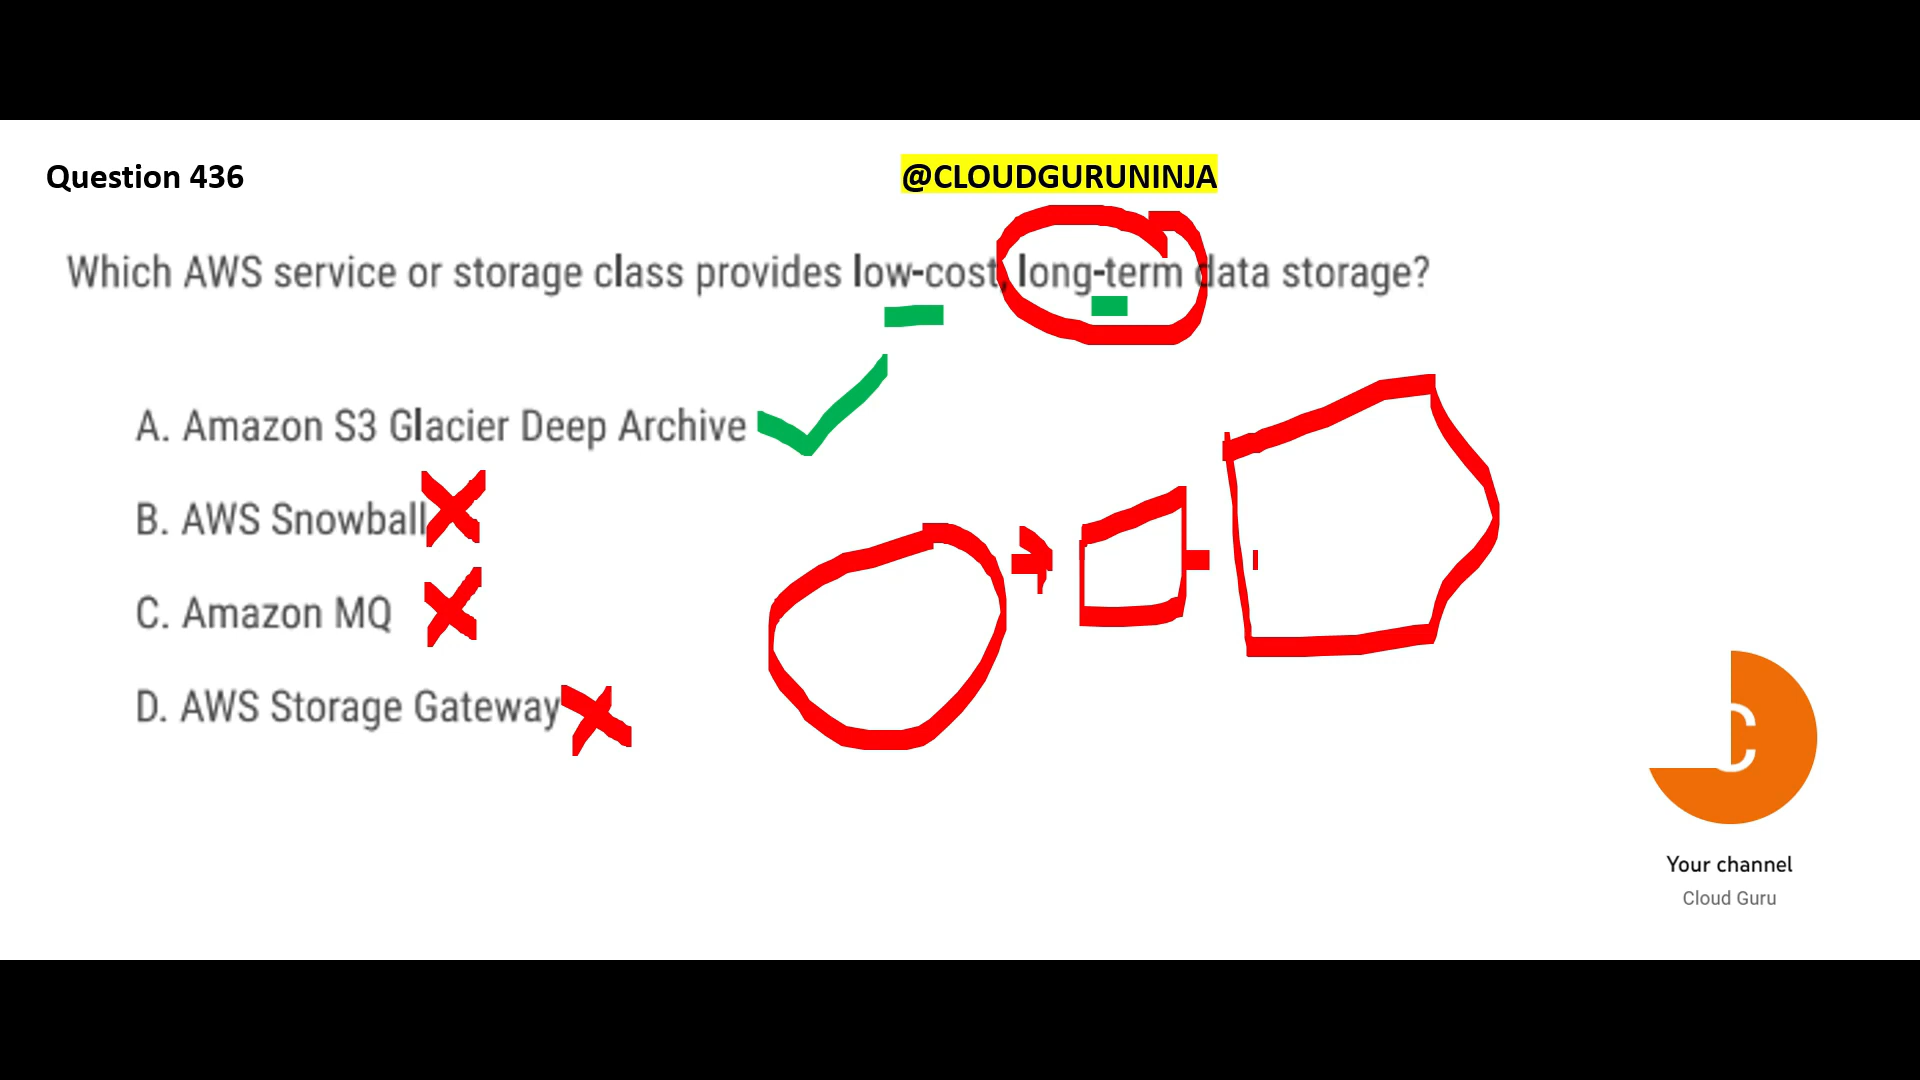 Question 436
@CLOUDGURUNINJA
Which AWS service or storage class provides low-cost, long-term data storage?
A. Amazon S3 Glacier Deep Archive
B. AWS Snowball
C. Amazon MQ
D. AWS Storage Gateway
C
Your channel
Cloud Guru